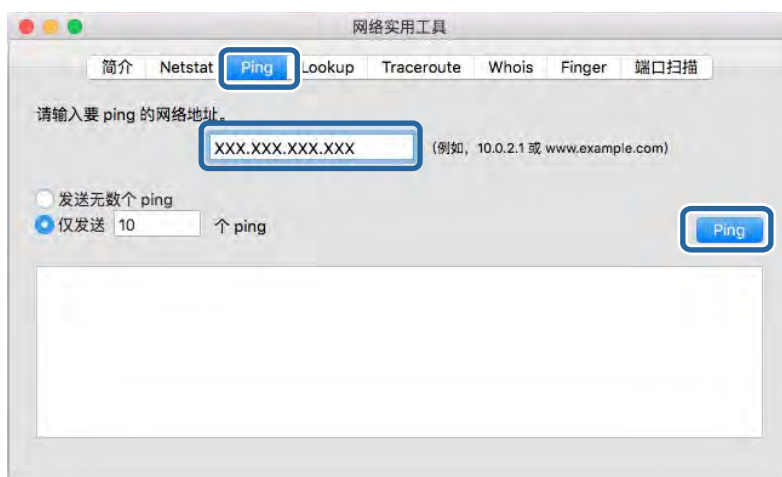 网络实用工具
简介 Netstat Ping Lookup Traceroute Whois Finger 端口扫描
请输入要 ping 的网络地址。
XXX.XXX.XXX.XXX (例如，10.0.2.1 或 www.example.com)
发送无数个 ping
仅发送 10 个 ping
Ping